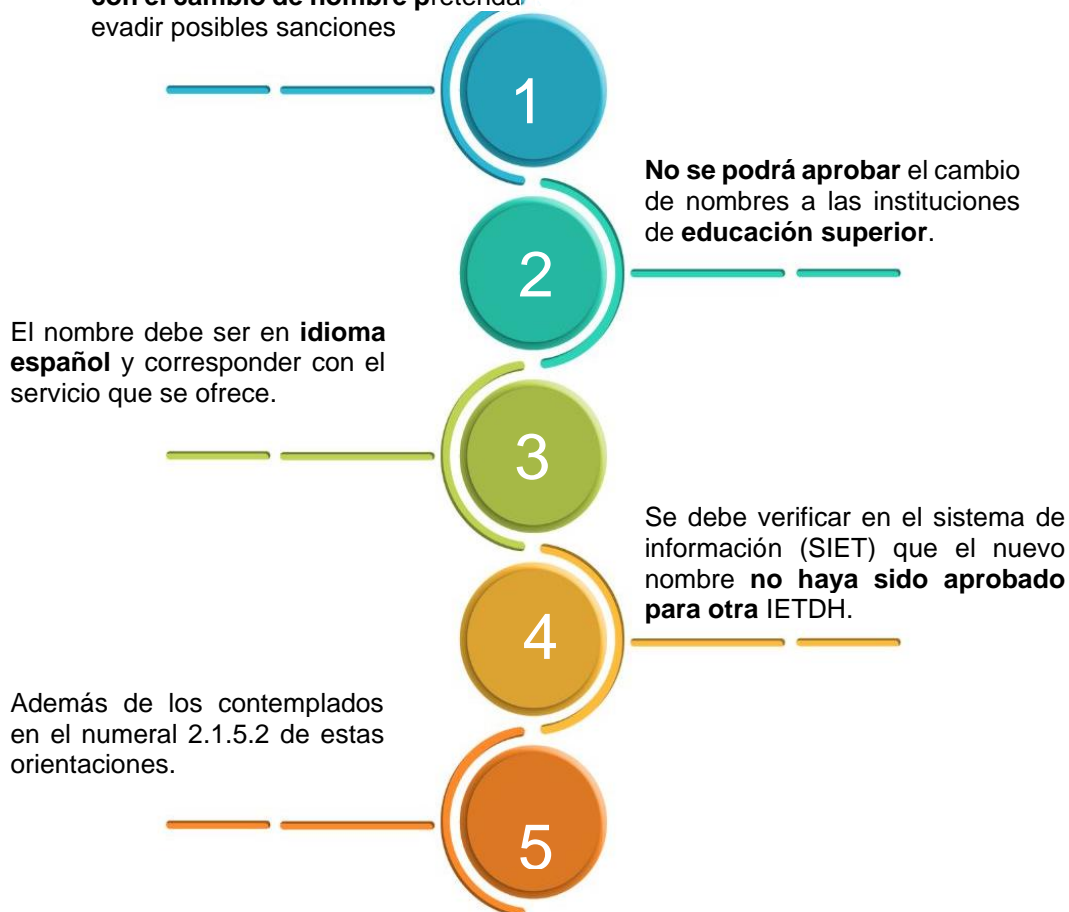 con el cambio de nombre pretenda
evadir posibles sanciones
1
No se podrá aprobar el cambio
de nombres a las instituciones
de educación superior.
2
El nombre debe ser en idioma
español y corresponder con el
servicio que se ofrece.
3
Se debe verificar en el sistema de
información (SIET) que el nuevo
nombre no haya sido aprobado
para otra IETDH.
4
Además de los contemplados
en el numeral 2.1.5.2 de estas
orientaciones.
5